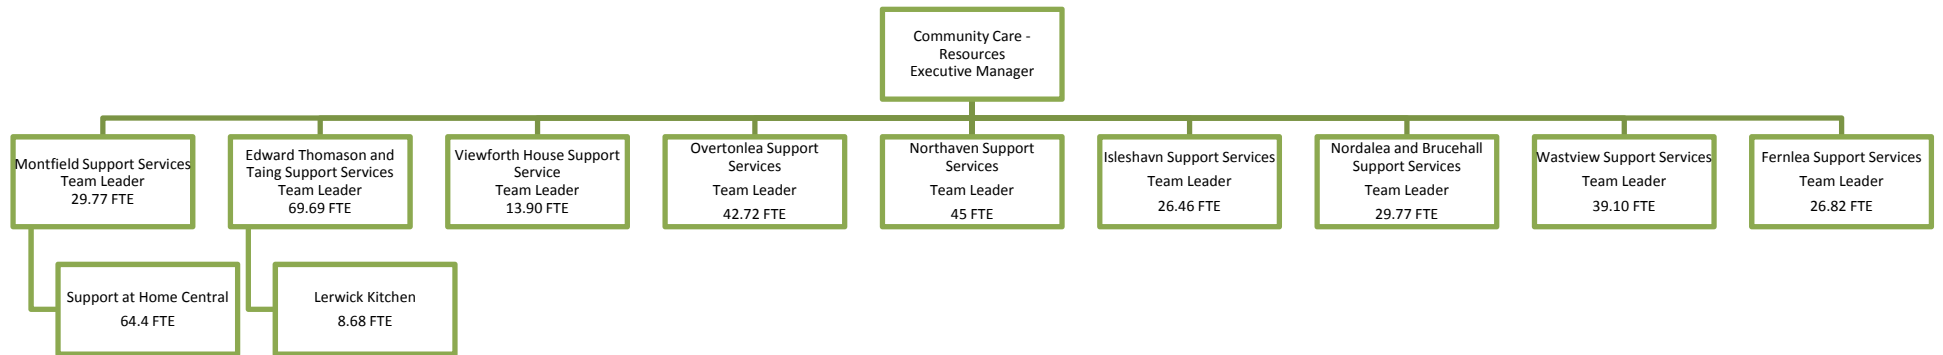 Community Care -
Resources
Executive Manager
Montfield Support Services
Team Leader
29.77 FTE
Edward Thomason and
Taing Support Services
Team Leader
69.69 FTE
Viewforth House Support
Service
Team Leader
13.90 FTE
Overtonlea Support
Services
Team Leader
42.72 FTE
Northaven Support
Services
Team Leader
45 FTE
Isleshavn Support Services
Team Leader
26.46 FTE
Nordalea and Brucehall
Support Services
Team Leader
29.77 FTE
Wastview Support Services
Team Leader
39.10 FTE
Fernlea Support Services
Team Leader
26.82 FTE
Support at Home Central
64.4 FTE
Lerwick Kitchen
8.68 FTE